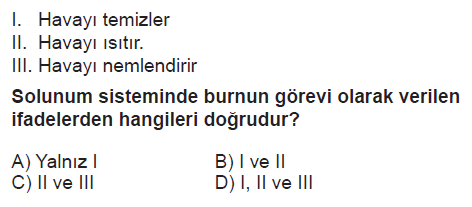 I. Havayı temizler
II. Havayı ısıtır.
III. Havayı nemlendirir
Solunum sisteminde burnun görevi olarak verilen
ifadelerden hangileri doğrudur?
A) Yalnız I B) I ve II
C) II ve III D) I, II ve III